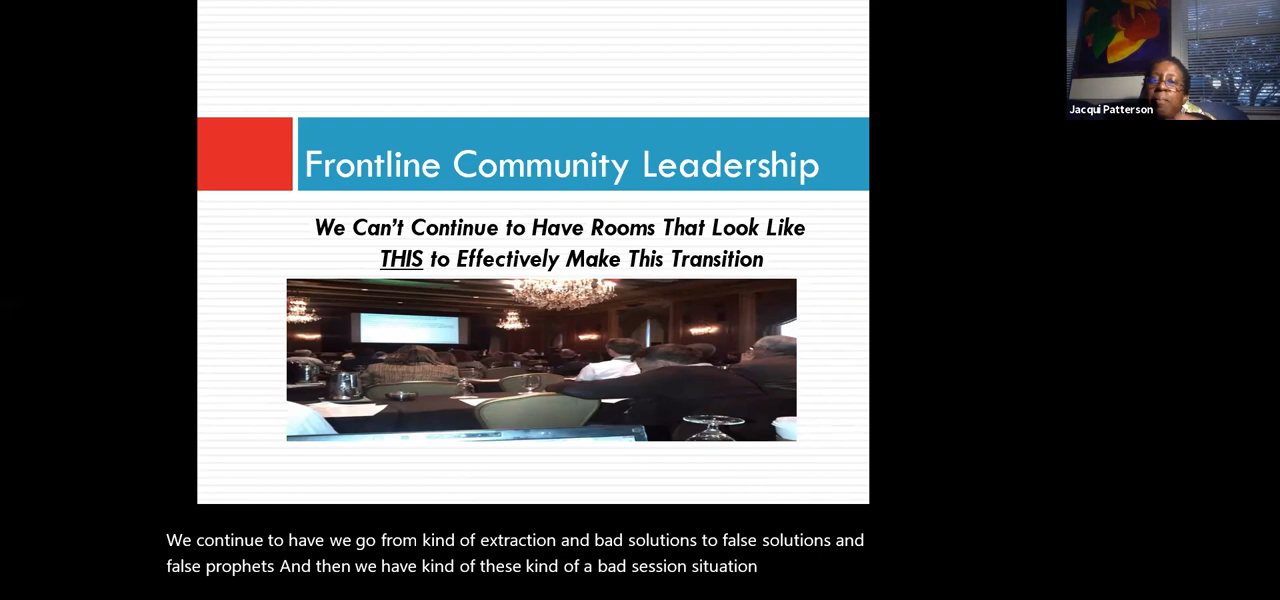 Jacqui Patterson
Frontline Community Leadership
We Can't Continue to Have Rooms That Look Like
THIS to Effectively Make This Transition
We continue to have we go from kind of extraction and bad solutions to false solutions and
false prophets And then we have kind of these kind of a bad session situation